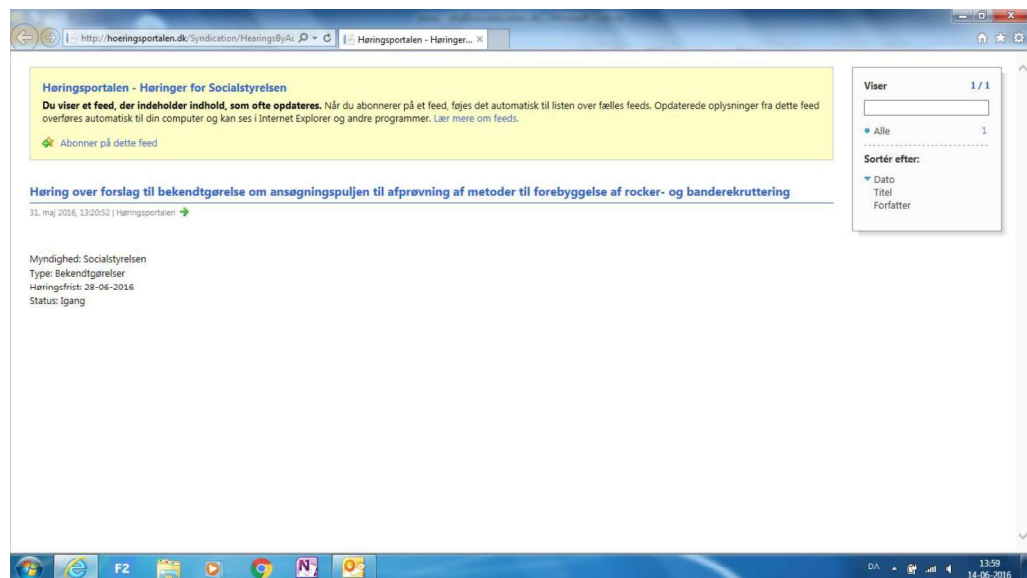 http://hoeringsportalen.dk/Syndication/HearingsByAu
Høringsportalen - Høringer...
Høringsportalen - Høringer for Socialstyrelsen
Du viser et feed, der indeholder indhold, som ofte opdateres. Når du abonnerer på et feed, føjes det automatisk til listen over fælles feeds. Opdaterede oplysninger fra dette feed
overføres automatisk til din computer og kan ses i Internet Explorer og andre programmer. Lær mere om feeds.
Abonner på dette feed
Høring over forslag til bekendtgørelse om ansøgningspuljen til afprøvning af metoder til forebyggelse af rocker- og banderekruttering
31. maj 2016, 13:20:52 | Høringsportalen
Myndighed: Socialstyrelsen
Type: Bekendtgørelser
Høringsfrist: 28-06-2016
Status: Igang
Viser 1 / 1
Alle 1
Sortér efter:
Dato
Titel
Forfatter
F2
DA
13:59
14-06-2016